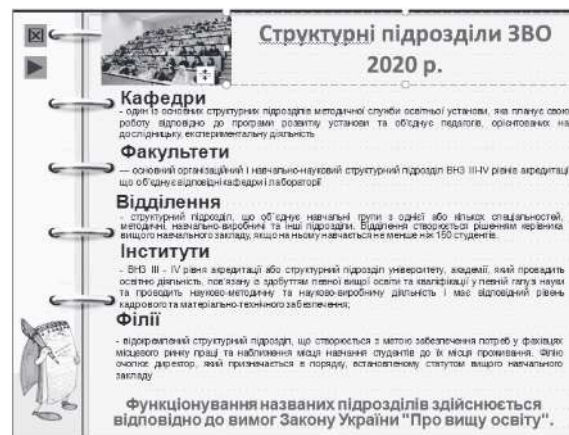 Структурні підрозділи ЗВО
2020 р.
Кафедри
- один із основних структурних підрозділів методичної служби освітньої установи, яка планує свою
роботу відповідно до програми розвитку установи та об'єднує педагогів, орієнтованих на
дослідницьку, експериментальну діяльність
Факультети
— основний організаційний і навчально-науковий структурний підрозділ ВНЗ III-IV рівнів акредитації
що об'єднує відповідні кафедри і лабораторії
Відділення
- структурний підрозділ, що об'єднує навчальні групи з однієї або кількох спеціальностей,
методичні, навчально-виробничі та інші підрозділи. Відділення створюється рішенням керівника
вищого навчального закладу, якщо на ньому навчається не менше ніж 150 студентів.
Інститути
- ВНЗ III - IV рівня акредитації або структурний підрозділ університету, академії, який провадить
освітню діяльність, пов'язану із здобуттям певної вищої освіти та кваліфікації у певній галузі науки
та проводить науково-методичну та науково-виробничу діяльність і має відповідний рівень
кадрового та матеріально-технічного забезпечення;
Філії
- відокремлений структурний підрозділ, що створюється з метою забезпечення потреб у фахівцях
місцевого ринку праці та наближення місця навчання студентів до їх місця проживання. Філію
очолює директор, який призначається в порядку, встановленому статутом вищого навчального
закладу.
Функціонування названих підрозділів здійснюється
відповідно до вимог Закону України "Про вищу освіту".